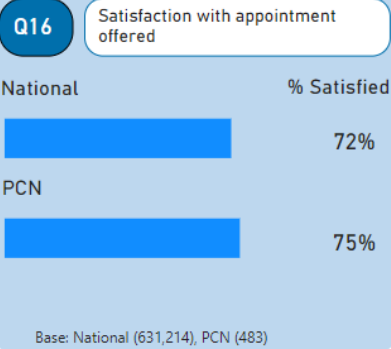 Q16
Satisfaction with appointment
offered
National % Satisfied
72%
PCN
75%
Base: National (631,214), PCN (483)